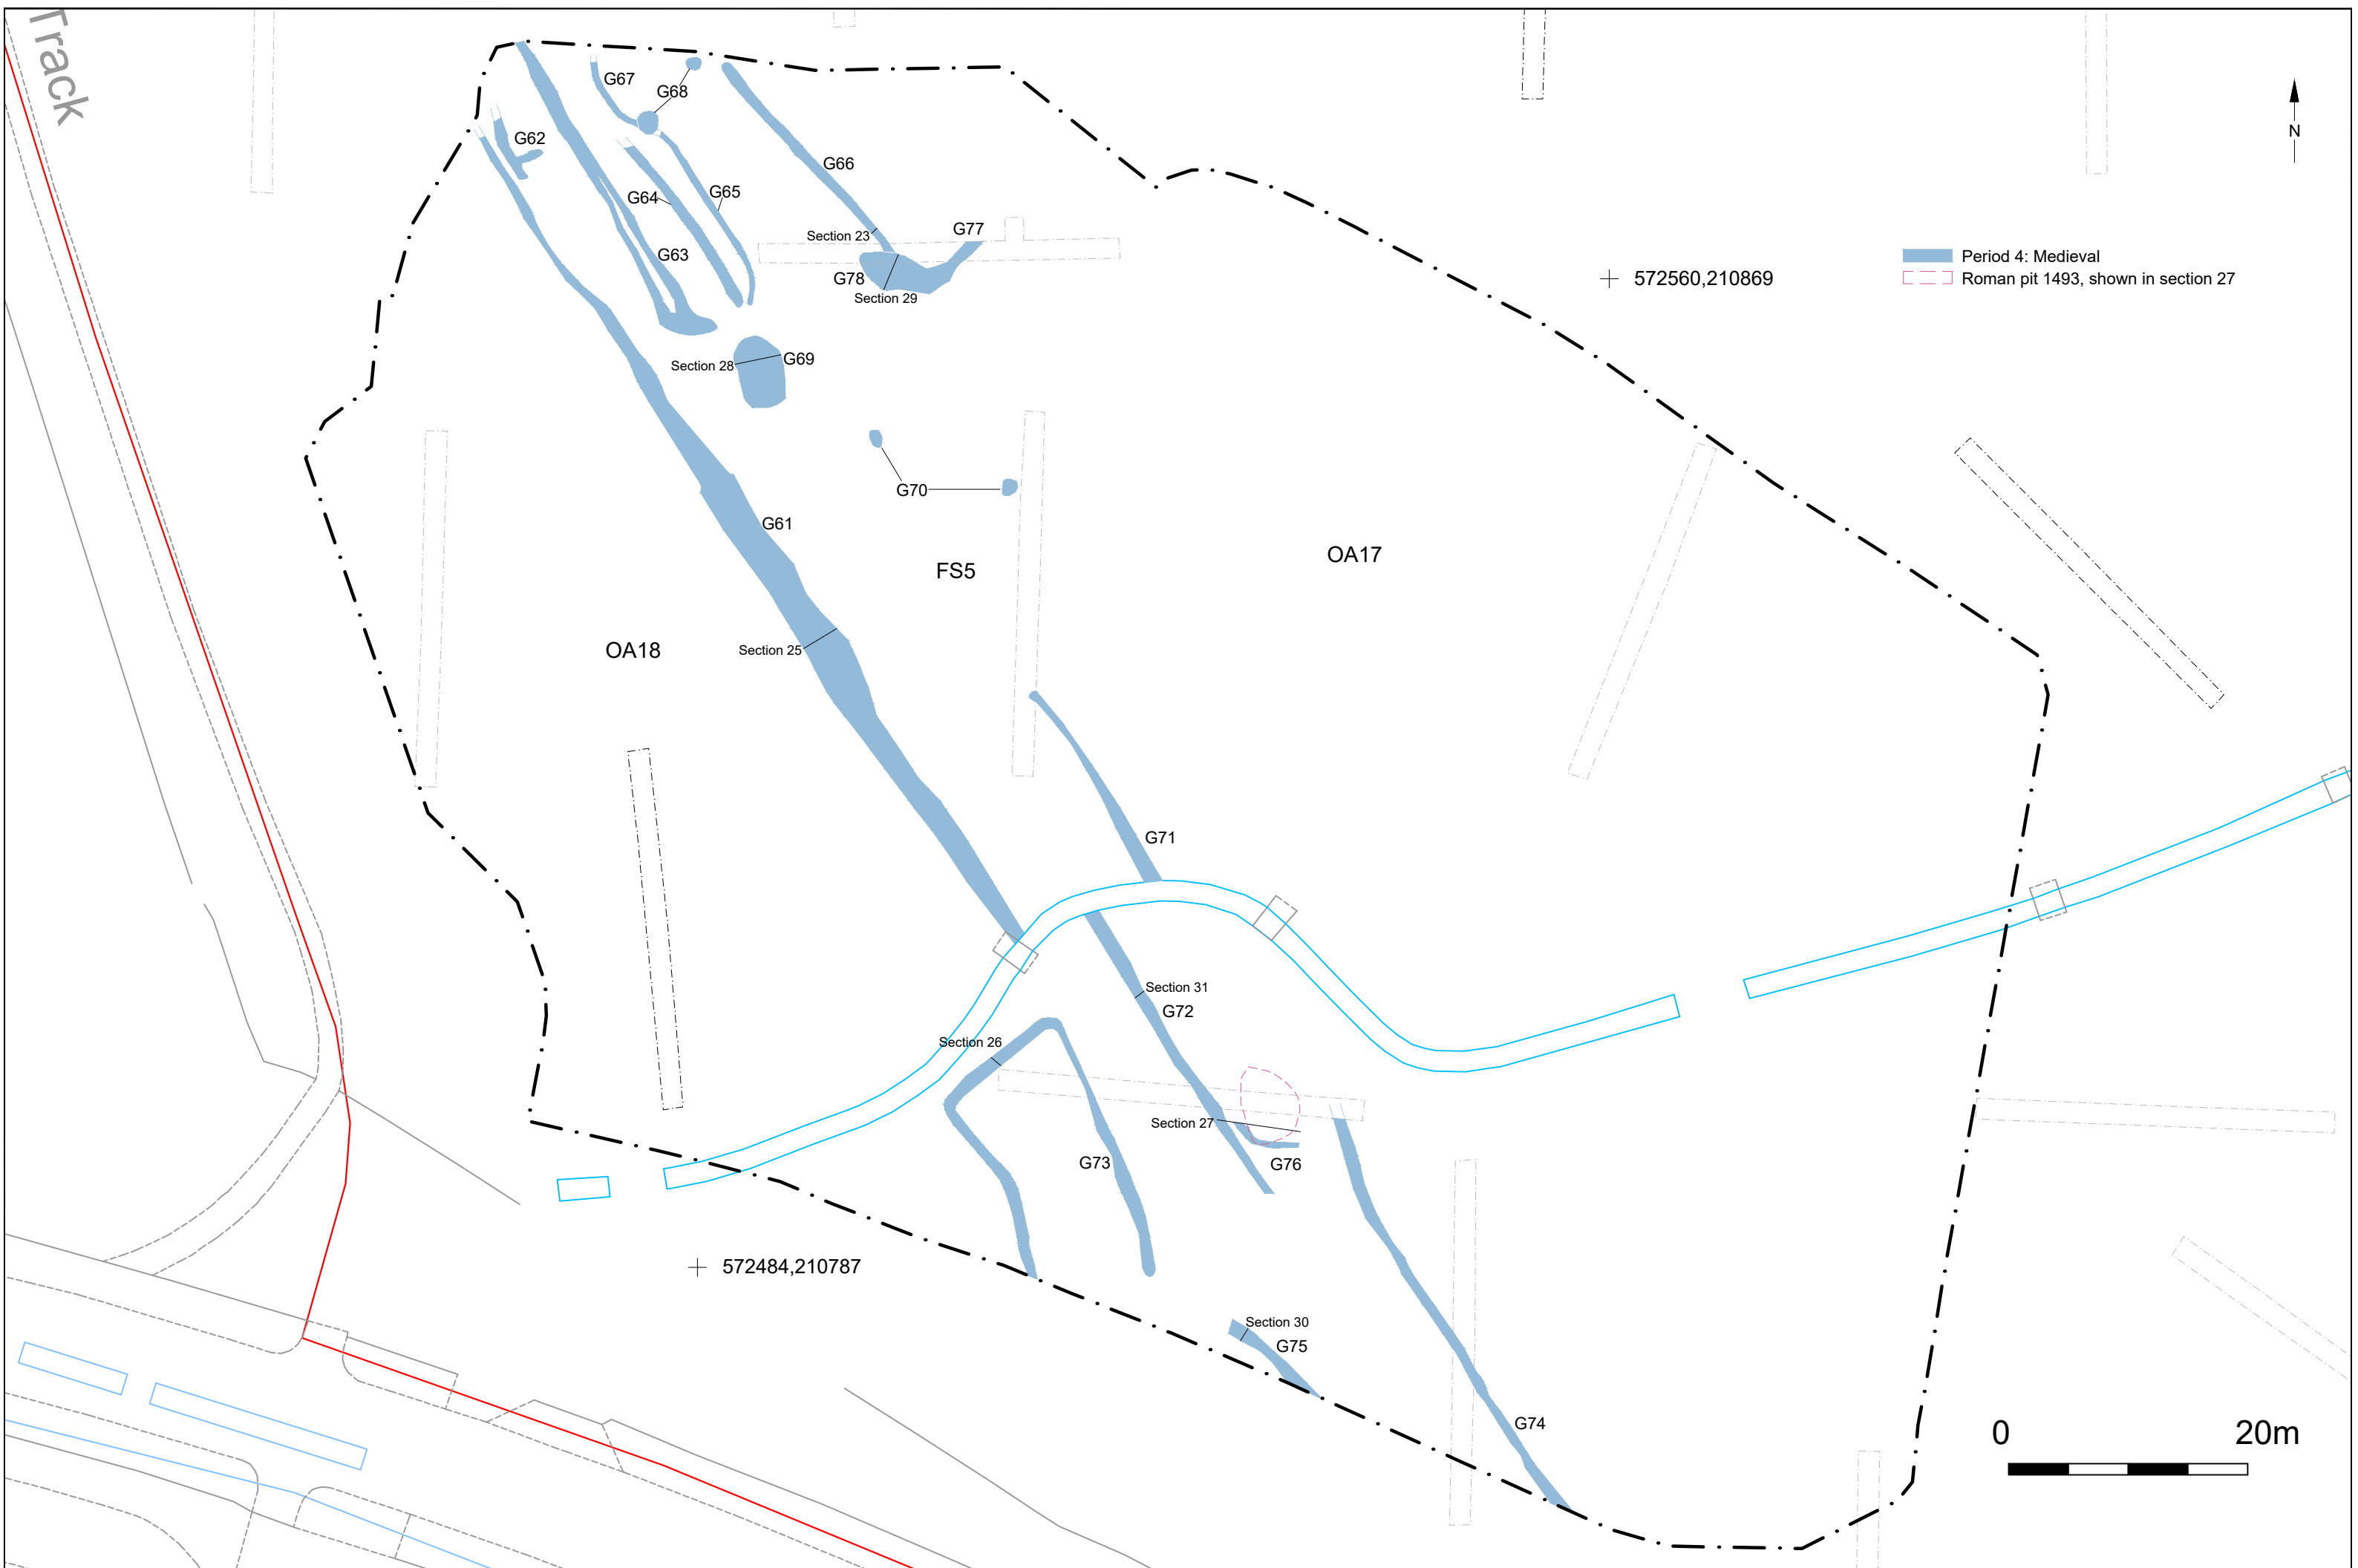 Track
G67
G68
G62
N
G66
G65
G64
G77
Section 23
G63
G78
572560,210869
Period 4: Medieval
Roman pit 1493, shown in section 27
Section 29
Section 28
G69
G70
G61
FS5
OA17
OA18
Section 25
G71
Section 31
G72
Section 26
Section 27
G73
G76
572484,210787
Section 30
G75
G74
0
20m